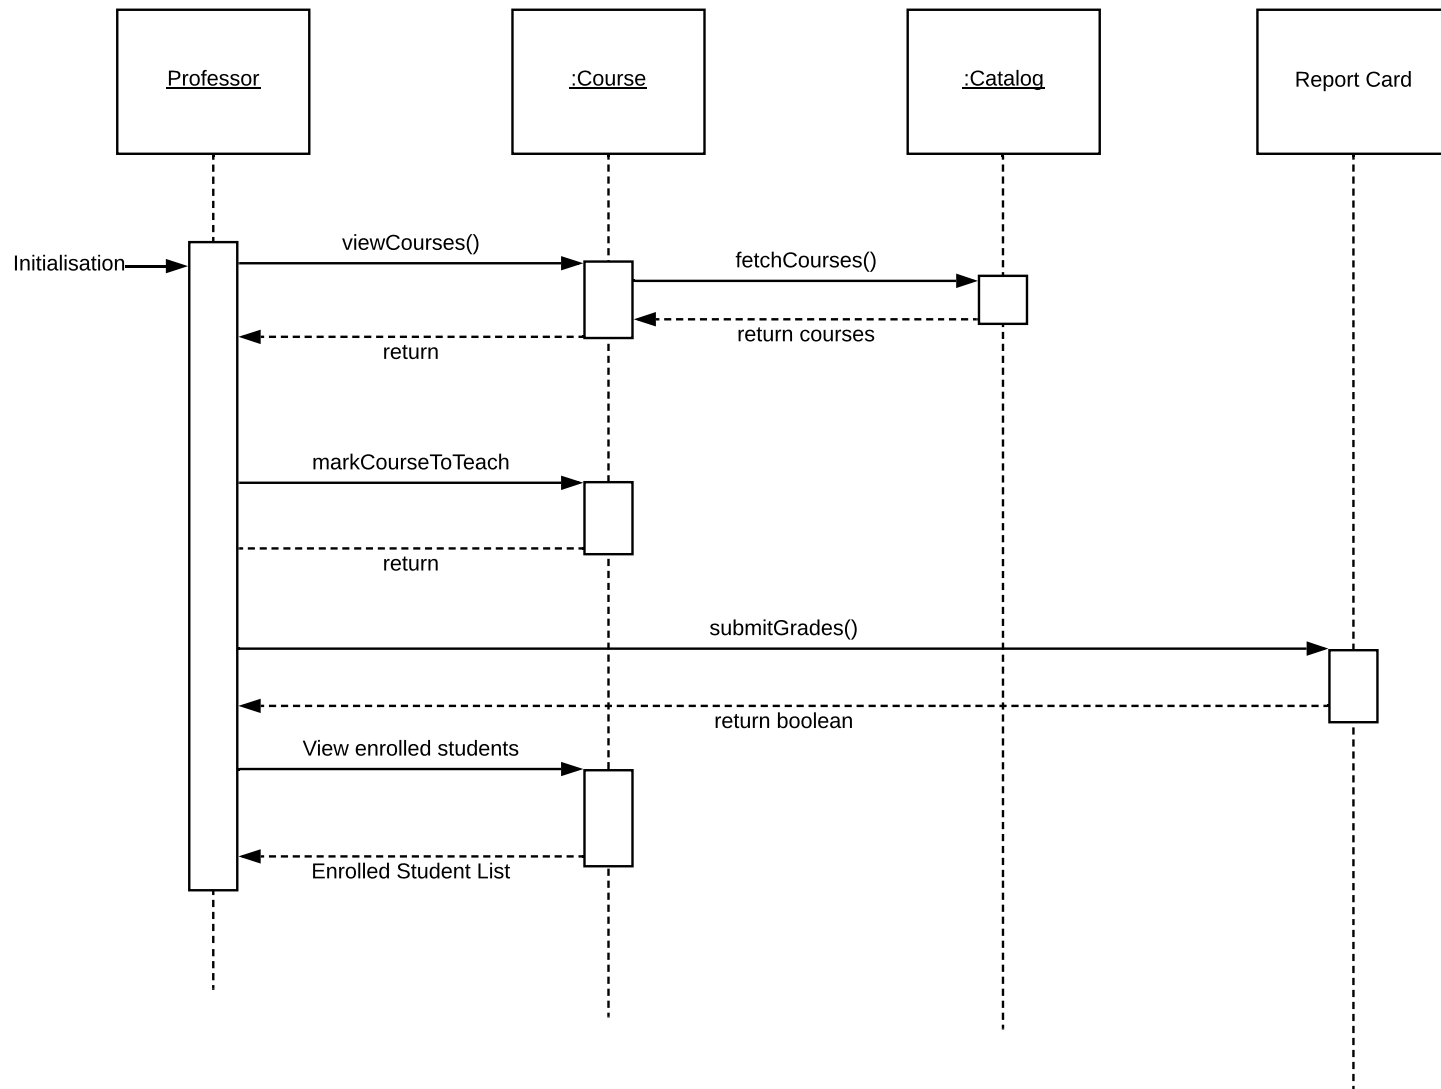 Professor
:Course
:Catalog
Report Card
Initialisation
viewCourses()
fetchCourses()
return courses
return
markCourseToTeach
return
submitGrades()
return boolean
View enrolled students
Enrolled Student List